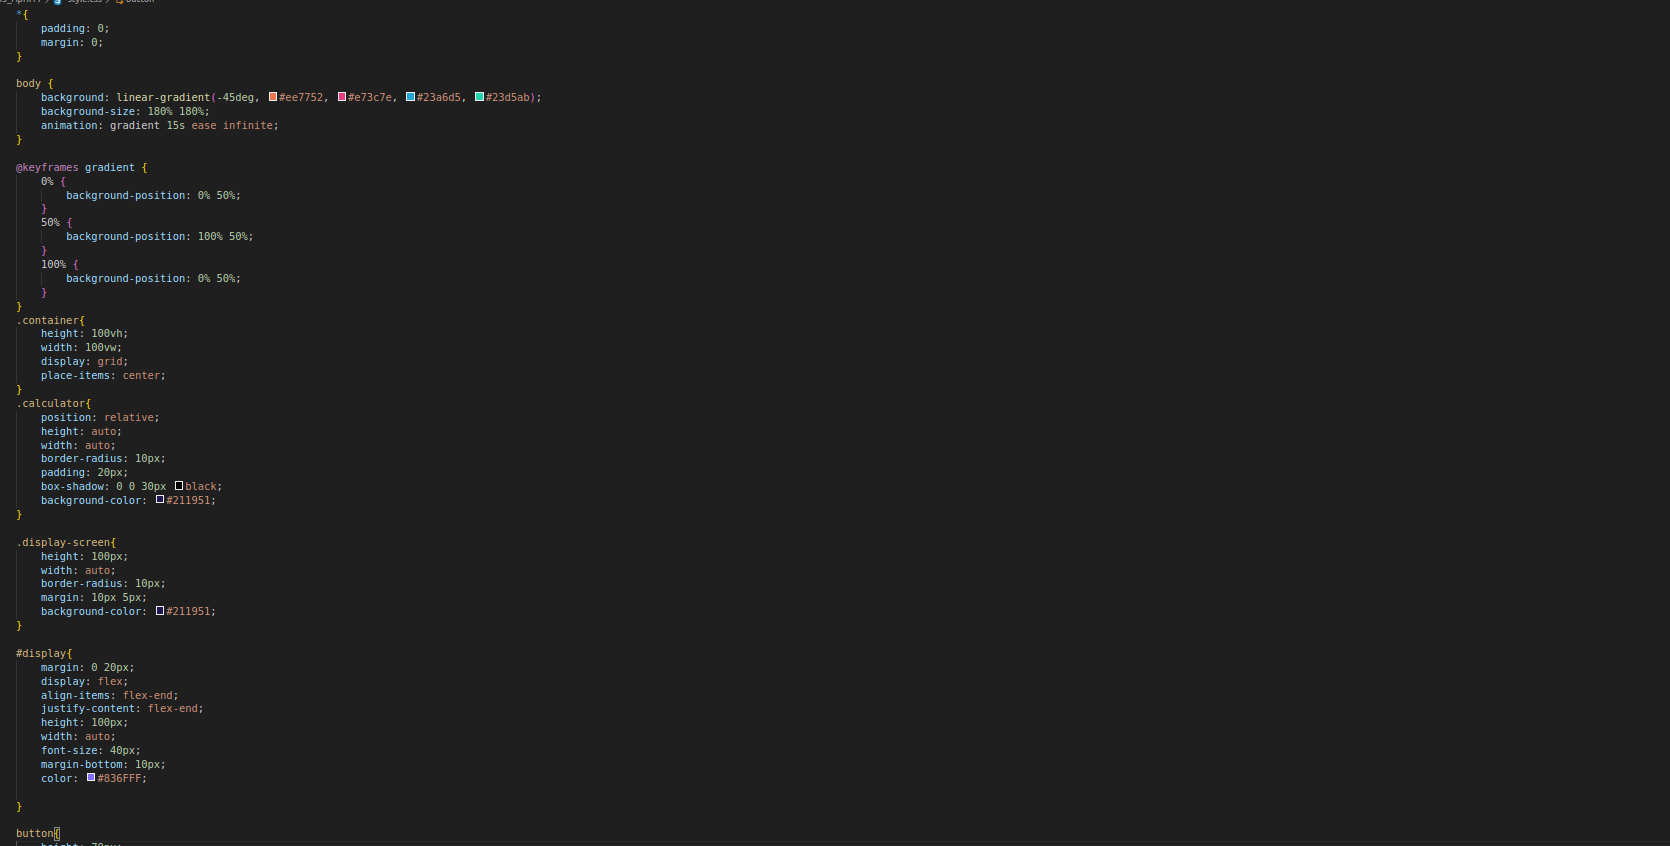 style.css > button
*{
    padding: 0;
    margin: 0;
}
body {
    background: linear-gradient(-45deg, #ee7752, #e73c7e, #23a6d5, #23d5ab);
    background-size: 180% 180%;
    animation: gradient 15s ease infinite;
}
@keyframes gradient {
    0% {
        background-position: 0% 50%;
    }
    50% {
        background-position: 100% 50%;
    }
    100% {
        background-position: 0% 50%;
    }
}
.container{
    height: 100vh;
    width: 100vw;
    display: grid;
    place-items: center;
}
.calculator{
    position: relative;
    height: auto;
    width: auto;
    border-radius: 10px;
    padding: 20px;
    box-shadow: 0 0 30px black;
    background-color: #211951;
}
.display-screen{
    height: 100px;
    width: auto;
    border-radius: 10px;
    margin: 10px 5px;
    background-color: #211951;
}
#display{
    margin: 0 20px;
    display: flex;
    align-items: flex-end;
    justify-content: flex-end;
    height: 100px;
    width: auto;
    font-size: 40px;
    margin-bottom: 10px;
    color: #836FFF;
}
button{
    height: 70px;